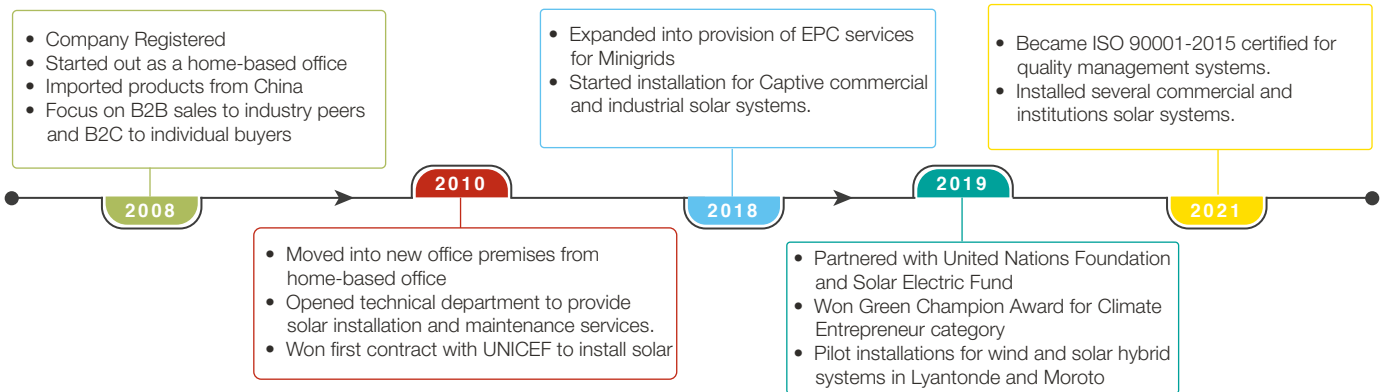 • Company Registered
• Started out as a home-based office
• Imported products from China
• Focus on B2B sales to industry peers
and B2C to individual buyers
2008
2010
• Moved into new office premises from
home-based office
• Opened technical department to provide
solar installation and maintenance services.
• Won first contract with UNICEF to install solar
• Expanded into provision of EPC services
for Minigrids
• Started installation for Captive commercial
and industrial solar systems.
2018
2019
• Partnered with United Nations Foundation
and Solar Electric Fund
• Won Green Champion Award for Climate
Entrepreneur category
• Pilot installations for wind and solar hybrid
systems in Lyantonde and Moroto
• Became ISO 90001-2015 certified for
quality management systems.
• Installed several commercial and
institutions solar systems.
2021